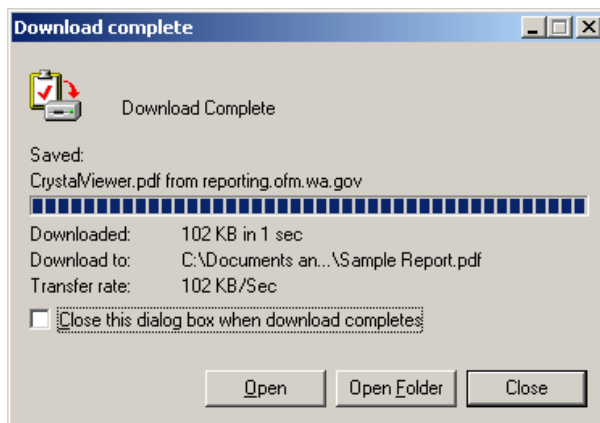 Download complete
Download Complete
Saved:
CrystalViewer.pdf from reporting.ofm.wa.gov
Downloaded: 102 KB in 1 sec
Download to: C:\Documents an...\Sample Report.pdf
Transfer rate: 102 KB/Sec
Close this dialog box when download completes
Open Open Folder Close